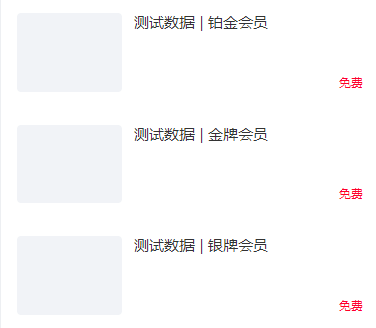 测试数据 | 铂金会员
免费
测试数据 | 金牌会员
免费
测试数据 | 银牌会员
免费